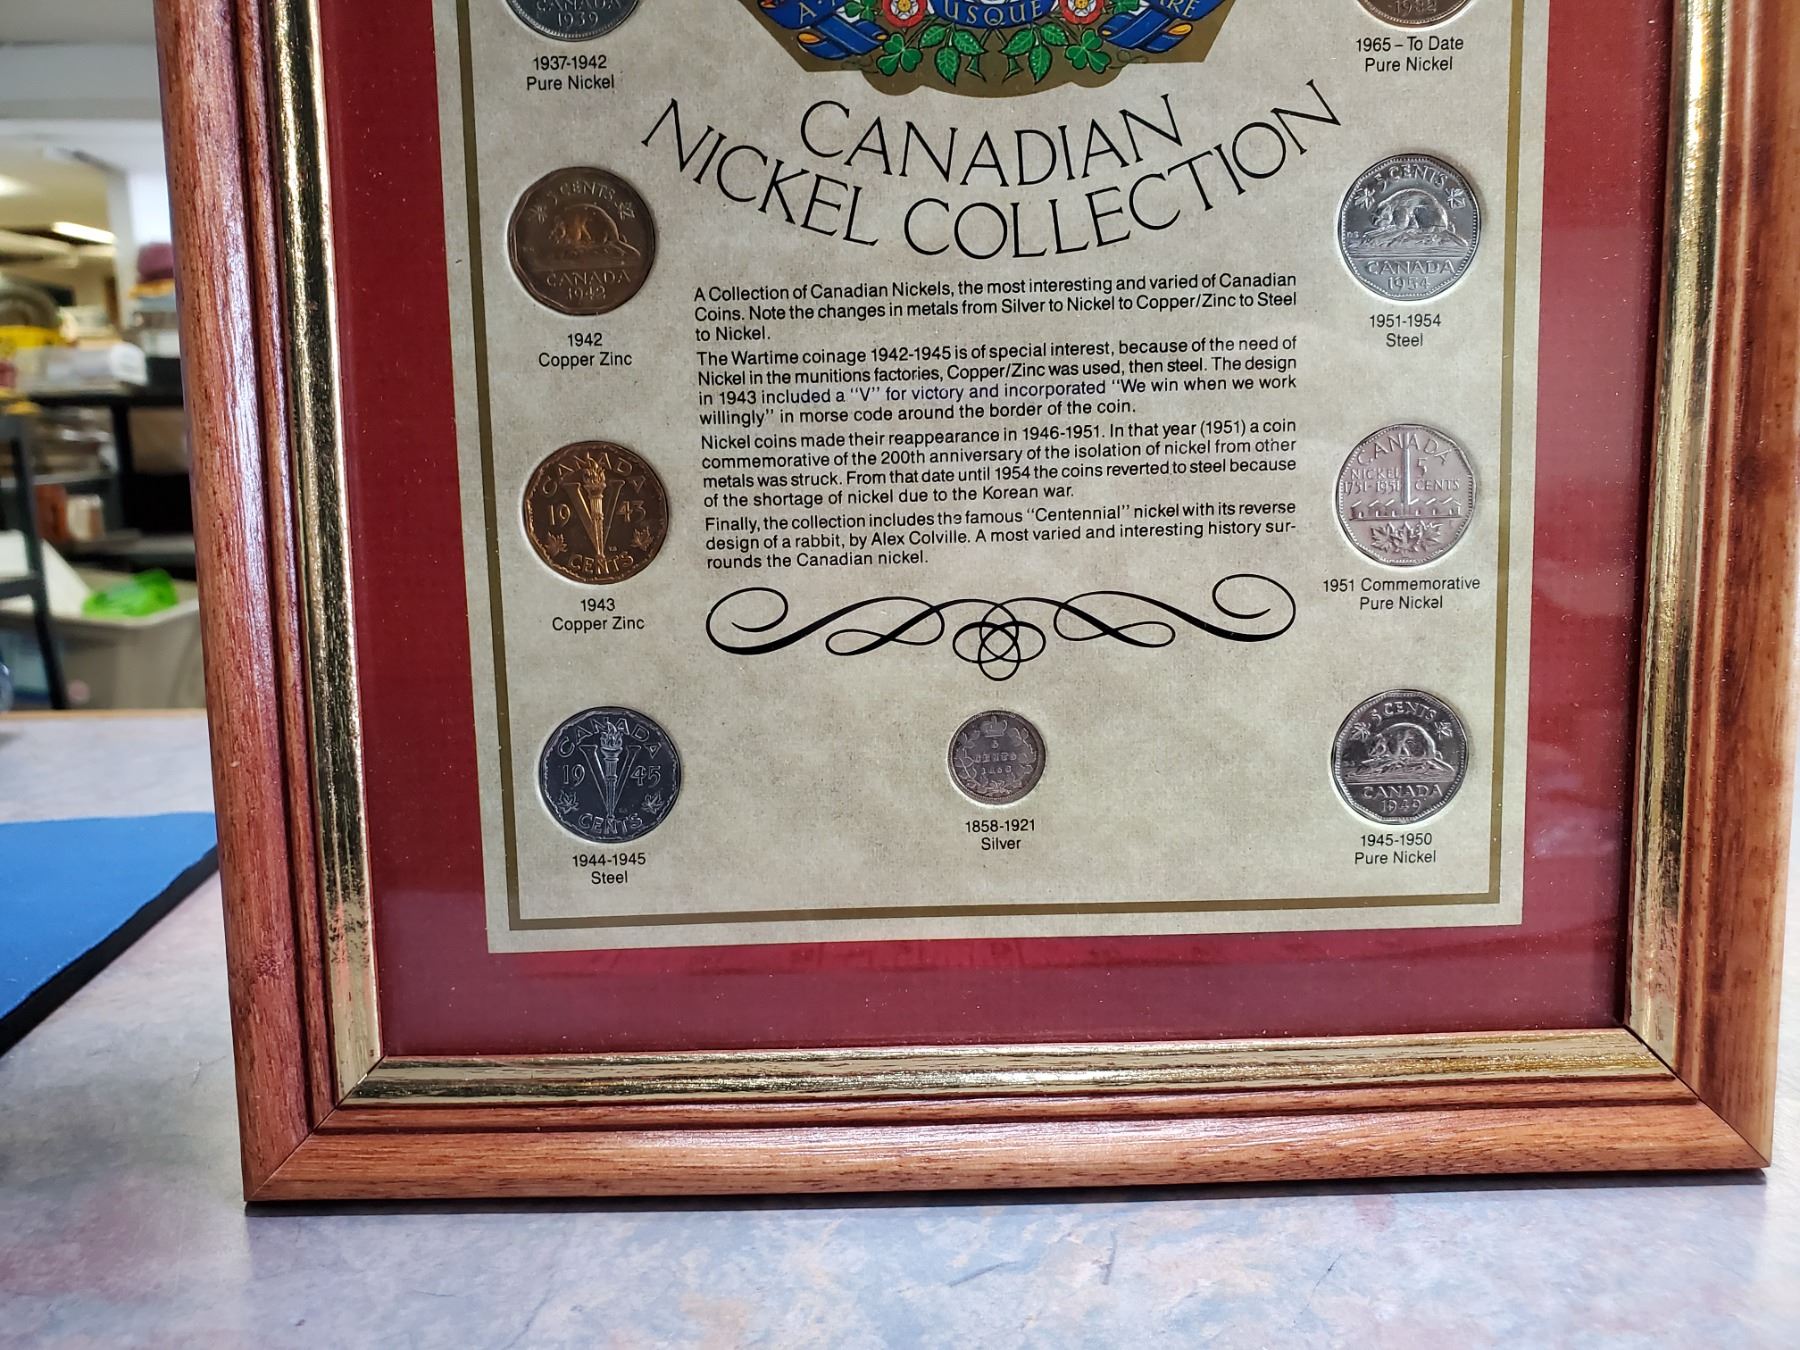 CANADA
1939
1937-1942
Pure Nickel
USQUE
1982
1965 – To Date
Pure Nickel
CANADIAN
NICKEL COLLECTION
5 CENTS
CANADA
1942
1942
Copper Zinc
5 CENTS
CANADA
1954
1951-1954
Steel
A Collection of Canadian Nickels, the most interesting and varied of Canadian
Coins. Note the changes in metals from Silver to Nickel to Copper/Zinc to Steel
to Nickel.
The Wartime coinage 1942-1945 is of special interest, because of the need of
Nickel in the munitions factories, Copper/Zinc was used, then steel. The design
in 1943 included a "V" for victory and incorporated "We win when we work
willingly" in morse code around the border of the coin.
Nickel coins made their reappearance in 1946-1951. In that year (1951) a coin
commemorative of the 200th anniversary of the isolation of nickel from other
metals was struck. From that date until 1954 the coins reverted to steel because
of the shortage of nickel due to the Korean war.
Finally, the collection includes the famous "Centennial" nickel with its reverse
design of a rabbit, by Alex Colville. A most varied and interesting history sur-
rounds the Canadian nickel.
CANADA
19 43
CENTS
1943
Copper Zinc
CANADA
NICKEL 5
1751-1951 CENTS
1951 Commemorative
Pure Nickel
CANADA
19 45
CENTS
1944-1945
Steel
5
CENTS
1858-1921
Silver
5 CENTS
CANADA
1949
1945-1950
Pure Nickel